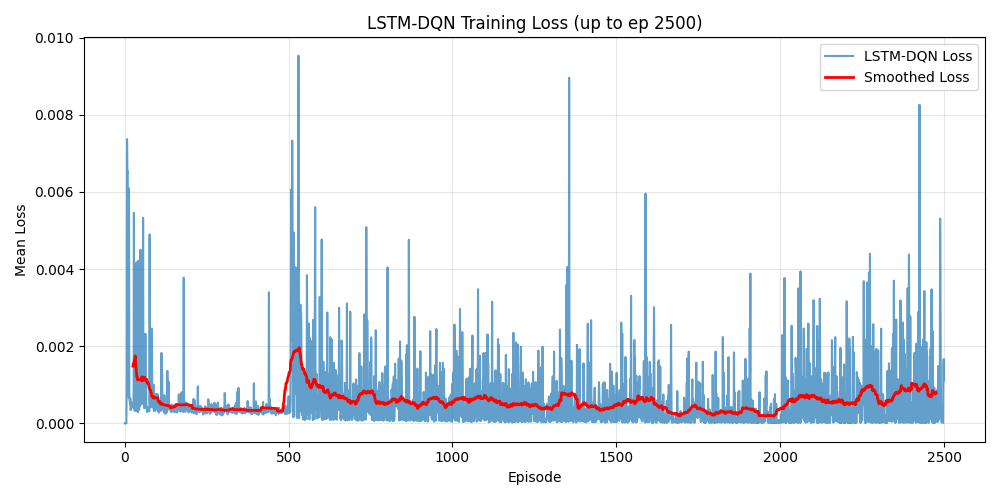 LSTM-DQN Training Loss (up to ep 2500)
LSTM-DQN Loss
Smoothed Loss
Mean Loss
0.010
0.008
0.006
0.004
0.002
0.000
0 500 1000 1500 2000 2500
Episode